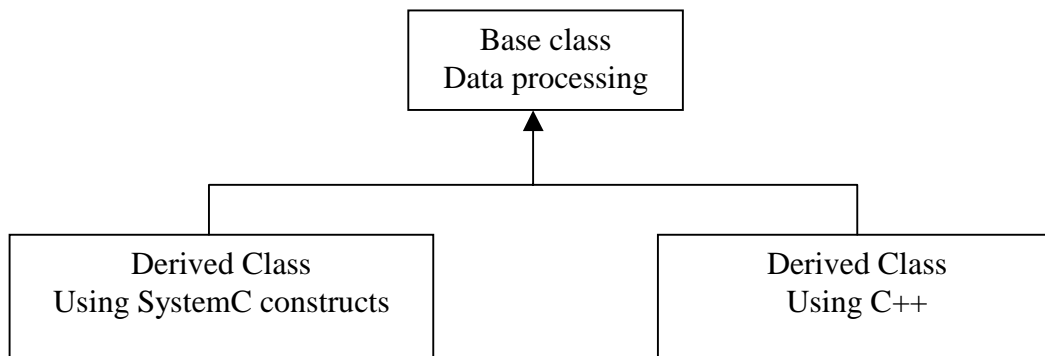 Base class
Data processing
Derived Class
Using SystemC constructs
Derived Class
Using C++